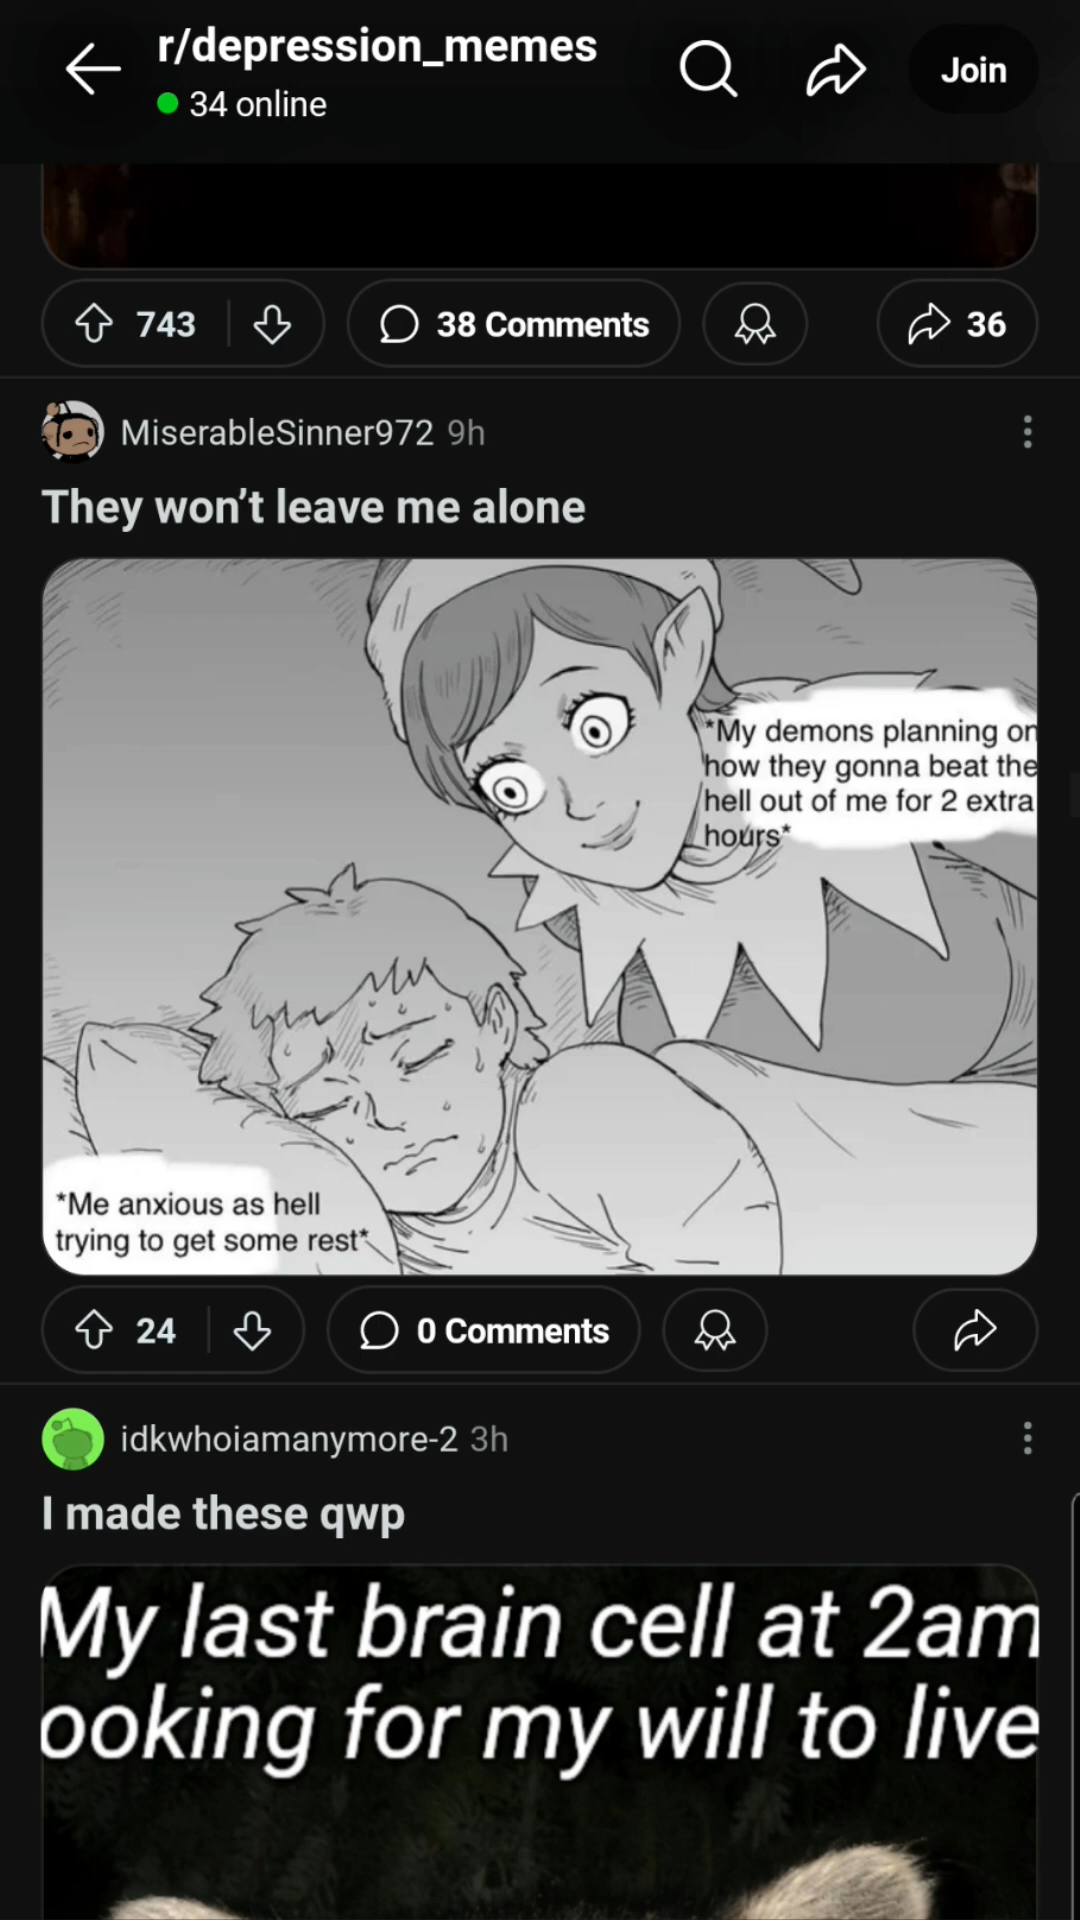 r/depression_memes
34 online
Join
743
38 Comments
36
MiserableSinner972 9h
They won’t leave me alone
*My demons planning on
how they gonna beat the
hell out of me for 2 extra
hours*
*Me anxious as hell
trying to get some rest*
24
0 Comments
idkwhoiamanymore-2 3h
I made these qwp
My last brain cell at 2am
ooking for my will to live